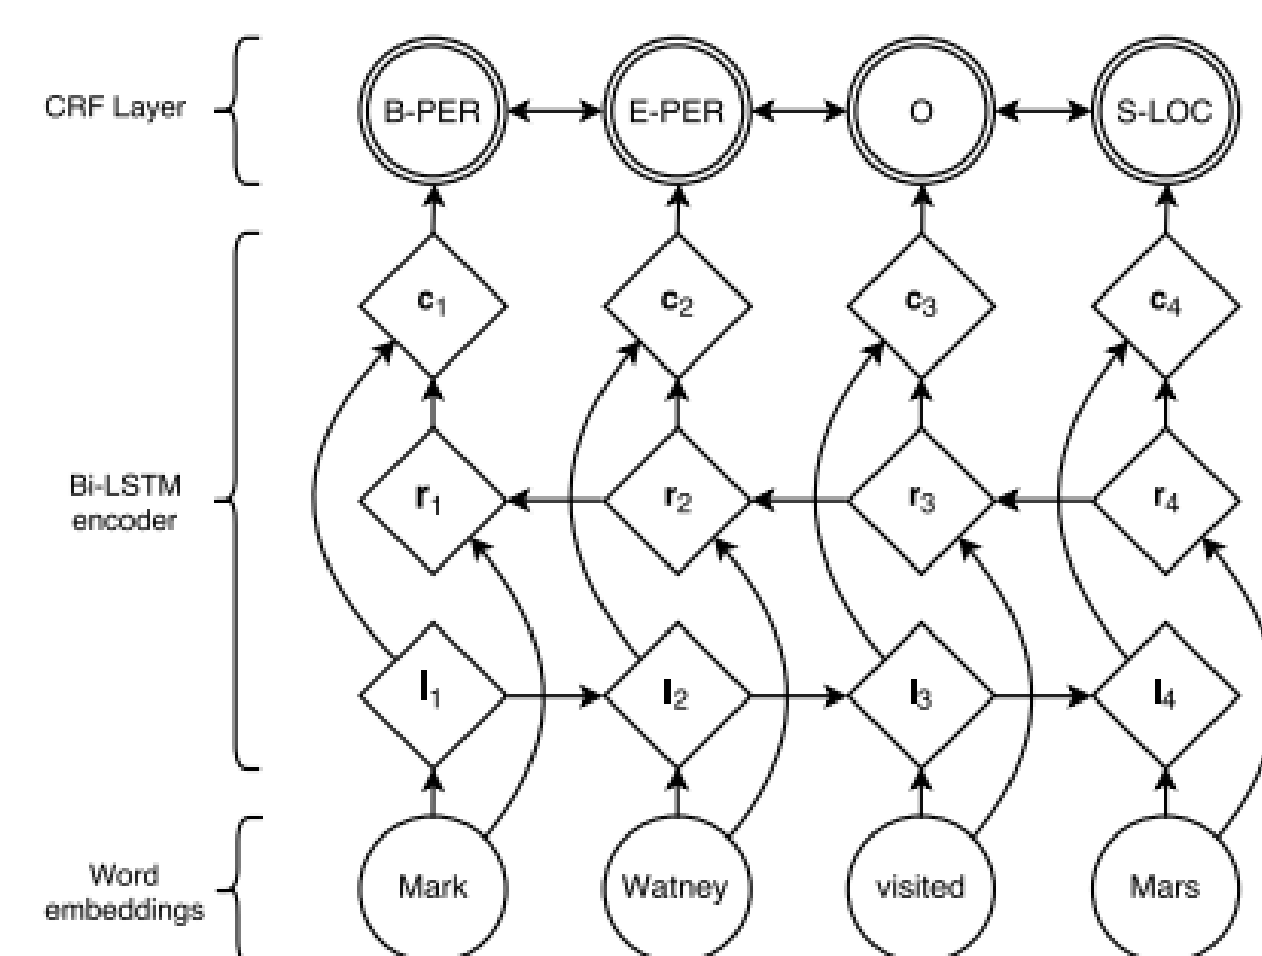 CRF Layer
B-PER
E-PER
O
S-LOC
c1
c2
c3
c4
Bi-LSTM
encoder
r1
r2
r3
r4
l1
l2
l3
l4
Word
embeddings
Mark
Watney
visited
Mars